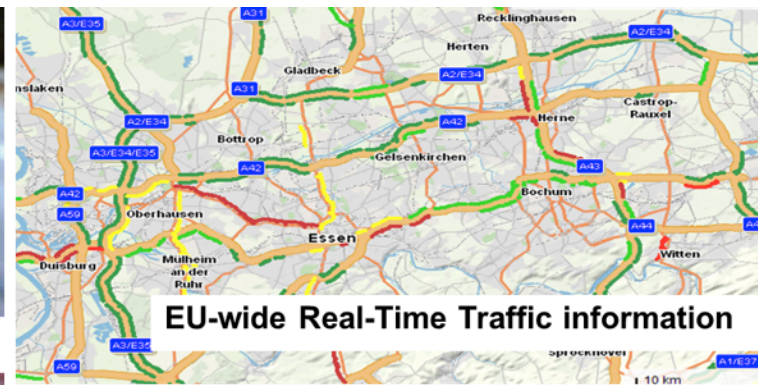 Recklinghausen
A3/E35
A31
A2/E34
Herten
Gladbeck
A2/E34
nslaken
A31
Castrop-
Rauxel
A2/E34
A42
Herne
Bottrop
A3/E34/E35
Gelsenkirchen
A42
A43
A42
Bochum
Oberhausen
A59
A44
A4
Essen
Witten
Duisburg
Mülheim
an der
Ruhr
EU-wide Real-Time Traffic information
A3/E35
Sprockhövel
A59
A1/E37
10 km